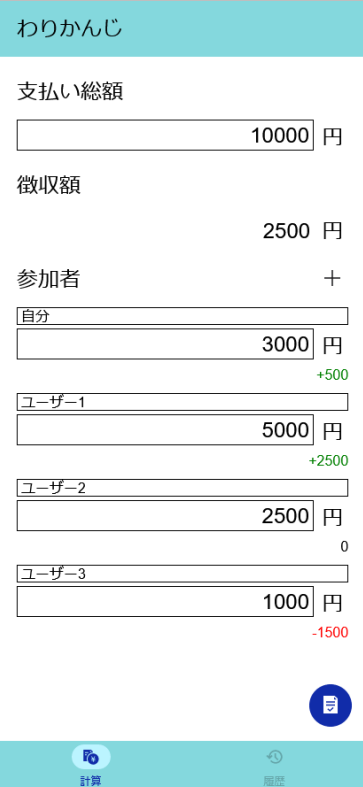 わりかんじ
支払い総額
10000 円
徴収額
2500 円
参加者 +
自分
3000 円
+500
ユーザー1
5000 円
+2500
ユーザー2
2500 円
0
ユーザー3
1000 円
-1500
計算 履歴